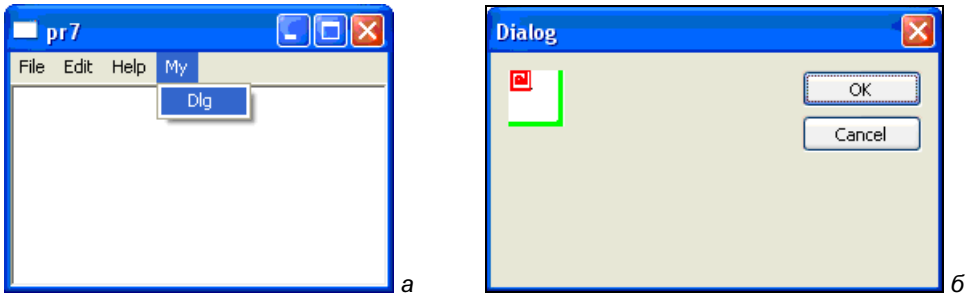 pr7
File Edit Help My
Dlg
а
Dialog
OK
Cancel
б